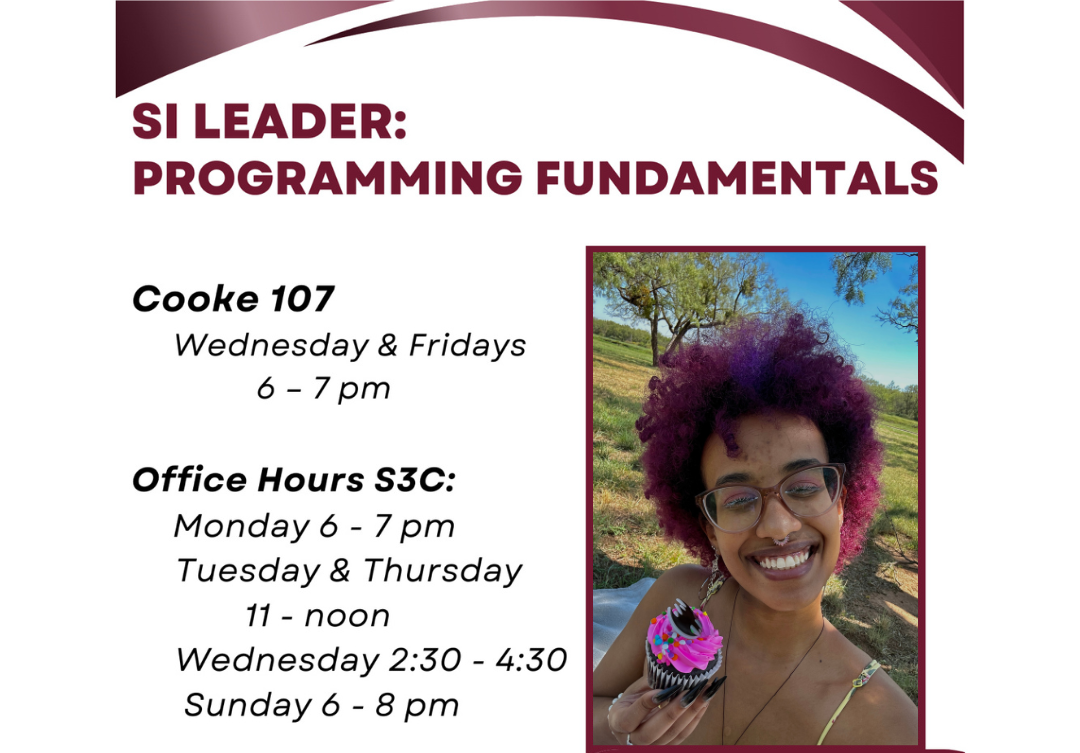 SI LEADER:
PROGRAMMING FUNDAMENTALS
Cooke 107
Wednesday & Fridays
6 – 7 pm
Office Hours S3C:
Monday 6 - 7 pm
Tuesday & Thursday
11 - noon
Wednesday 2:30 - 4:30
Sunday 6 - 8 pm